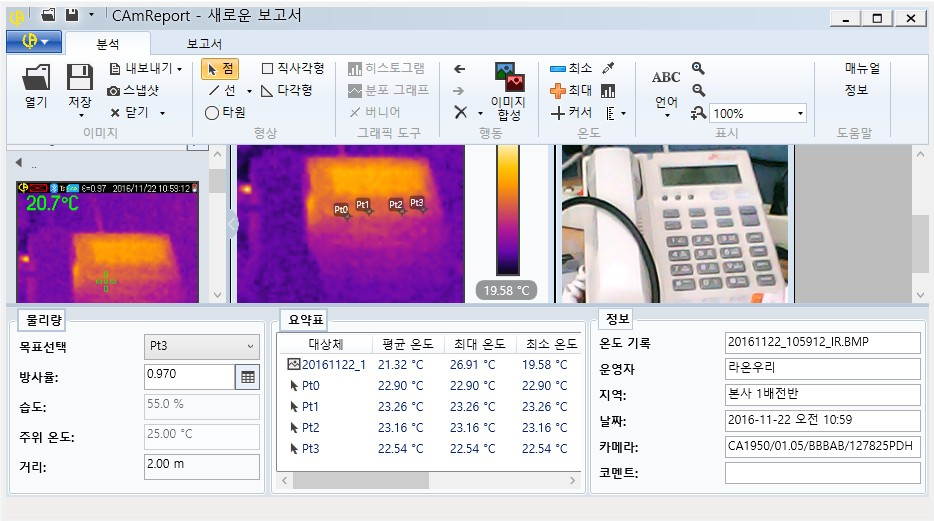 CAmReport - 새로운 보고서
분석 보고서
열기
저장
내보내기
스냅샷
닫기
이미지
점
선
타원
직사각형
다각형
형상
히스토그램
분포 그래프
버니어
그래픽 도구
이미지
합성
행동
최소
최대
커서
온도
ABC
언어
100%
표시
매뉴얼
정보
도움말
..
ε=0.97 2016/11/22 10:59:12
20.7°C
Pt0 Pt1 Pt2 Pt3
19.58 °C
물리량
목표선택 Pt3
방사율: 0.970
습도: 55.0 %
주위 온도: 25.00 °C
거리: 2.00 m
요약표
대상체 평균 온도 최대 온도 최소 온도
20161122_1 21.32 °C 26.91 °C 19.58 °C
Pt0 22.90 °C 22.90 °C 22.90 °C
Pt1 23.26 °C 23.26 °C 23.26 °C
Pt2 23.16 °C 23.16 °C 23.16 °C
Pt3 22.54 °C 22.54 °C 22.54 °C
정보
온도 기록 20161122_105912_IR.BMP
운영자 라온우리
지역: 본사 1배전반
날짜: 2016-11-22 오전 10:59
카메라: CA1950/01.05/BBBAB/127825PDH
코멘트: